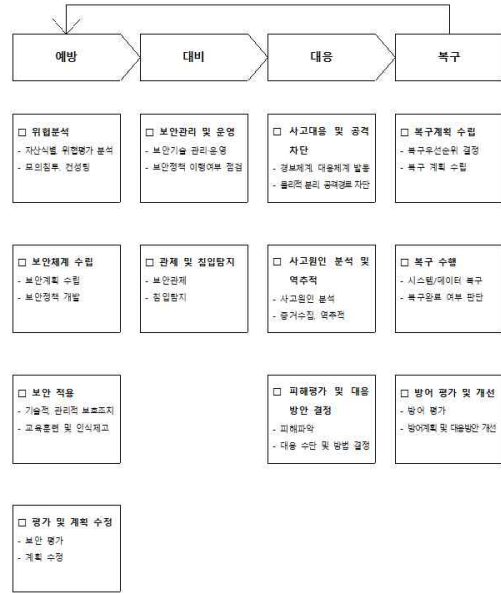 예방
대비
대응
복구
□ 위협분석
- 자산식별, 위협평가 분석
- 모의침투, 컨설팅
□ 보안관리 및 운영
- 보안기술 관리·운영
- 보안정책 이행여부 점검
□ 사고대응 및 공격
차단
- 경보체계, 대응체계 발동
- 물리적 분리, 공격경로 차단
□ 복구계획 수립
- 복구우선순위 결정
- 복구 계획 수립
□ 보안체계 수립
- 보안계획 수립
- 보안정책 개발
□ 관제 및 침입탐지
- 보안관제
- 침입탐지
□ 사고원인 분석 및
역추적
- 사고원인 분석
- 증거수집, 역추적
□ 복구 수행
- 시스템/데이터 복구
- 복구완료 여부 판단
□ 보안 적용
- 기술적, 관리적 보호조치
- 교육훈련 및 인식제고
□ 피해평가 및 대응
방안 결정
- 피해파악
- 대응 수단 및 방법 결정
□ 방어 평가 및 개선
- 방어 평가
- 방어계획 및 대응방안 개선
□ 평가 및 계획 수정
- 보안 평가
- 계획 수정